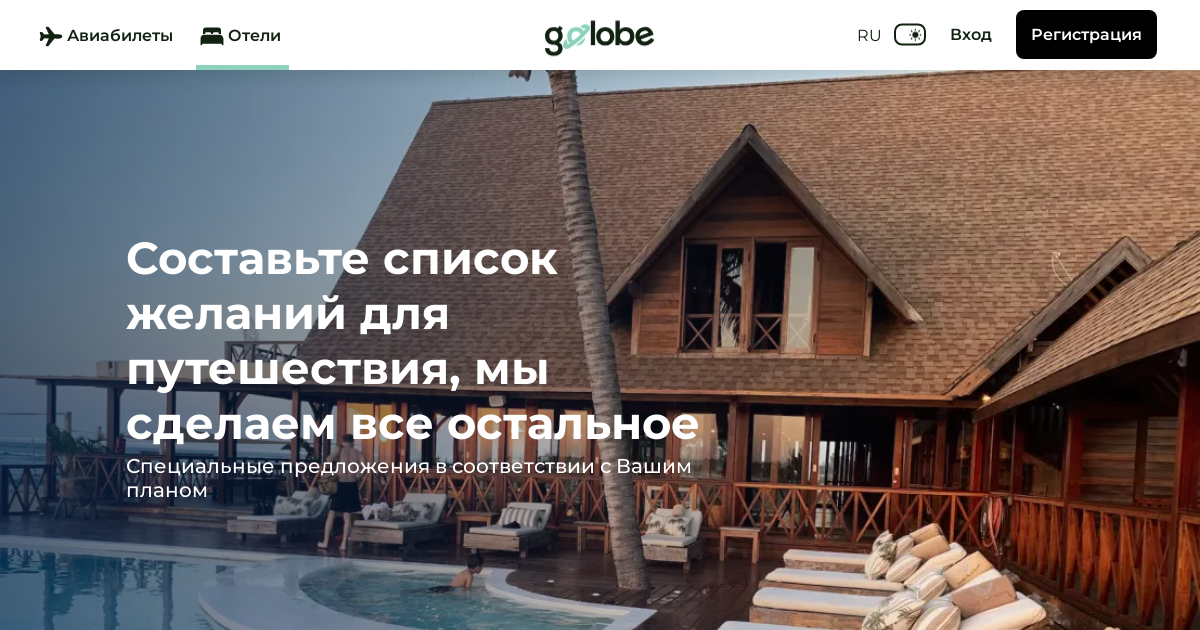 Авиабилеты
Отели
golobe
RU
Вход
Регистрация
Составьте список
желаний для
путешествия, мы
сделаем все остальное
Специальные предложения в соответствии с Вашим
планом